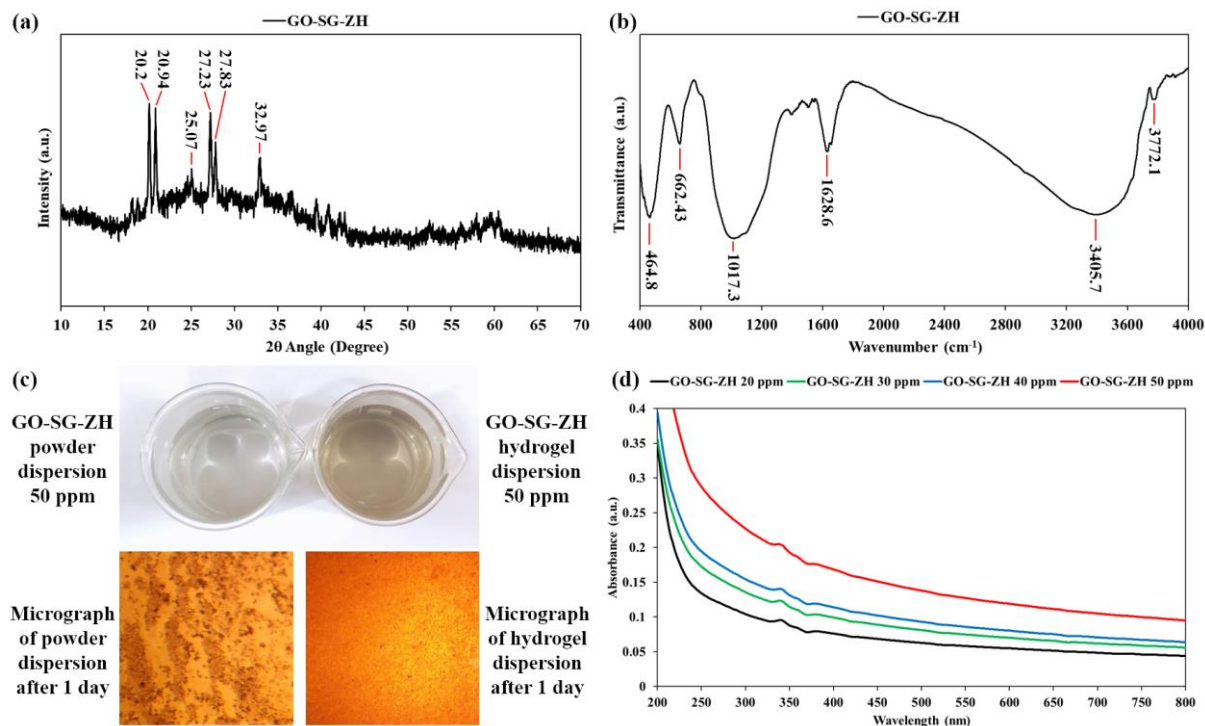 (a)
GO-SG-ZH
20.2
20.94
25.07
27.23
27.83
32.97
Intensity (a.u.)
10 15 20 25 30 35 40 45 50 55 60 65 70
2θ Angle (Degree)
(b)
GO-SG-ZH
464.8
662.43
1017.3
1628.6
3405.7
3772.1
Transmittance (a.u.)
400 800 1200 1600 2000 2400 2800 3200 3600 4000
Wavenumber (cm⁻¹)
(c)
GO-SG-ZH
powder
dispersion
50 ppm
GO-SG-ZH
hydrogel
dispersion
50 ppm
Micrograph
of powder
dispersion
after 1 day
Micrograph
of hydrogel
dispersion
after 1 day
(d)
GO-SG-ZH 20 ppm GO-SG-ZH 30 ppm GO-SG-ZH 40 ppm GO-SG-ZH 50 ppm
0.4
0.35
0.3
0.25
0.2
0.15
0.1
0.05
0
Absorbance (a.u.)
200 250 300 350 400 450 500 550 600 650 700 750 800
Wavelength (nm)